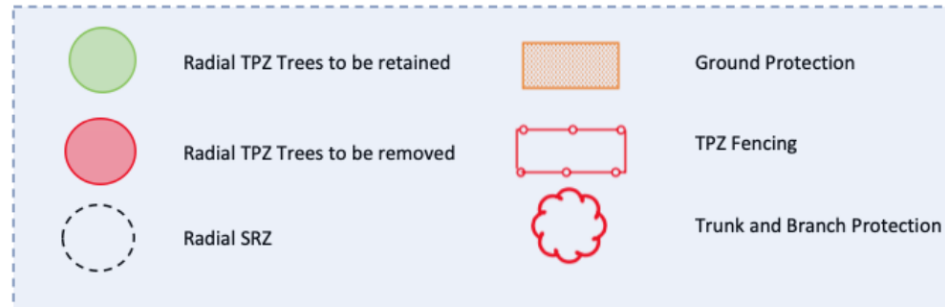 Radial TPZ Trees to be retained
Ground Protection
Radial TPZ Trees to be removed
TPZ Fencing
Radial SRZ
Trunk and Branch Protection